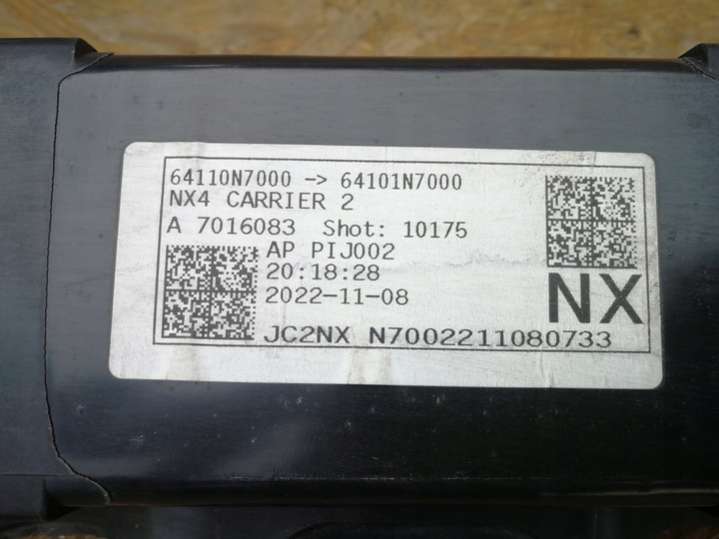 64110N7000 -> 64101N7000
NX4 CARRIER 2
A 7016083 Shot: 10175
AP PIJ002
20:18:28
2022-11-08
NX
JC2NX N7002211080733